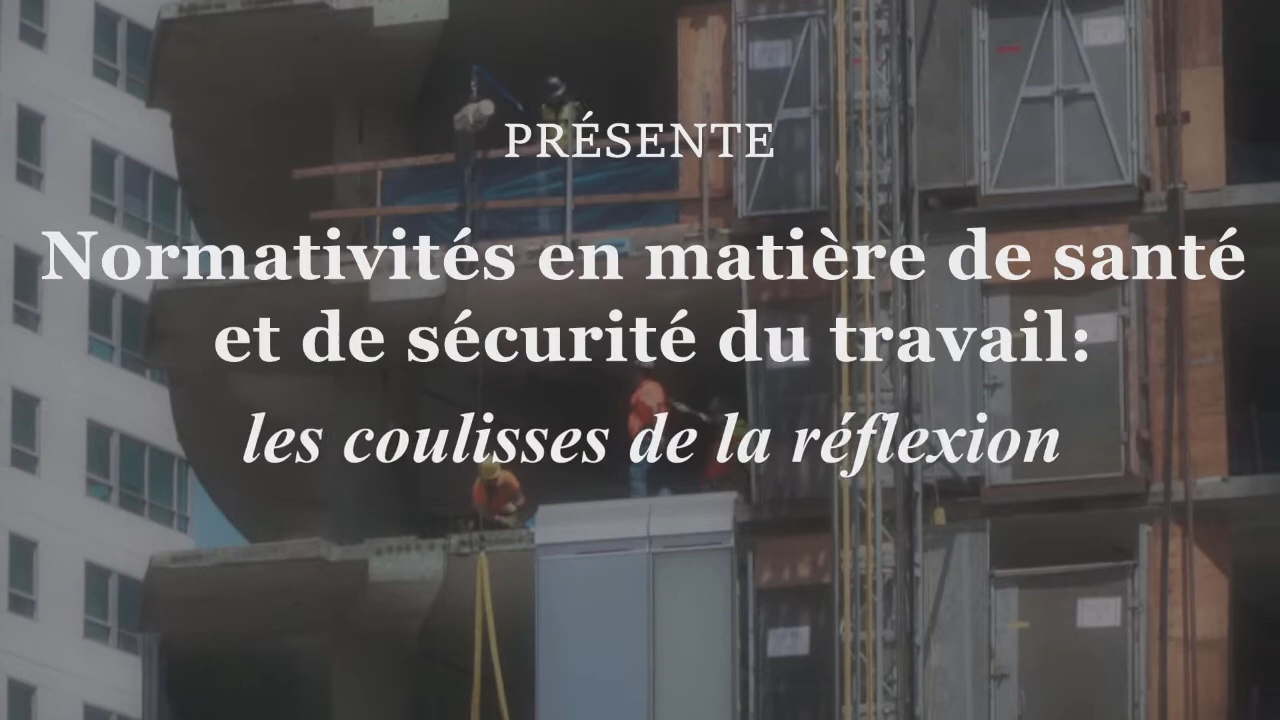 PRÉSENTE
Normativités en matière de santé
et de sécurité du travail:
les coulisses de la réflexion